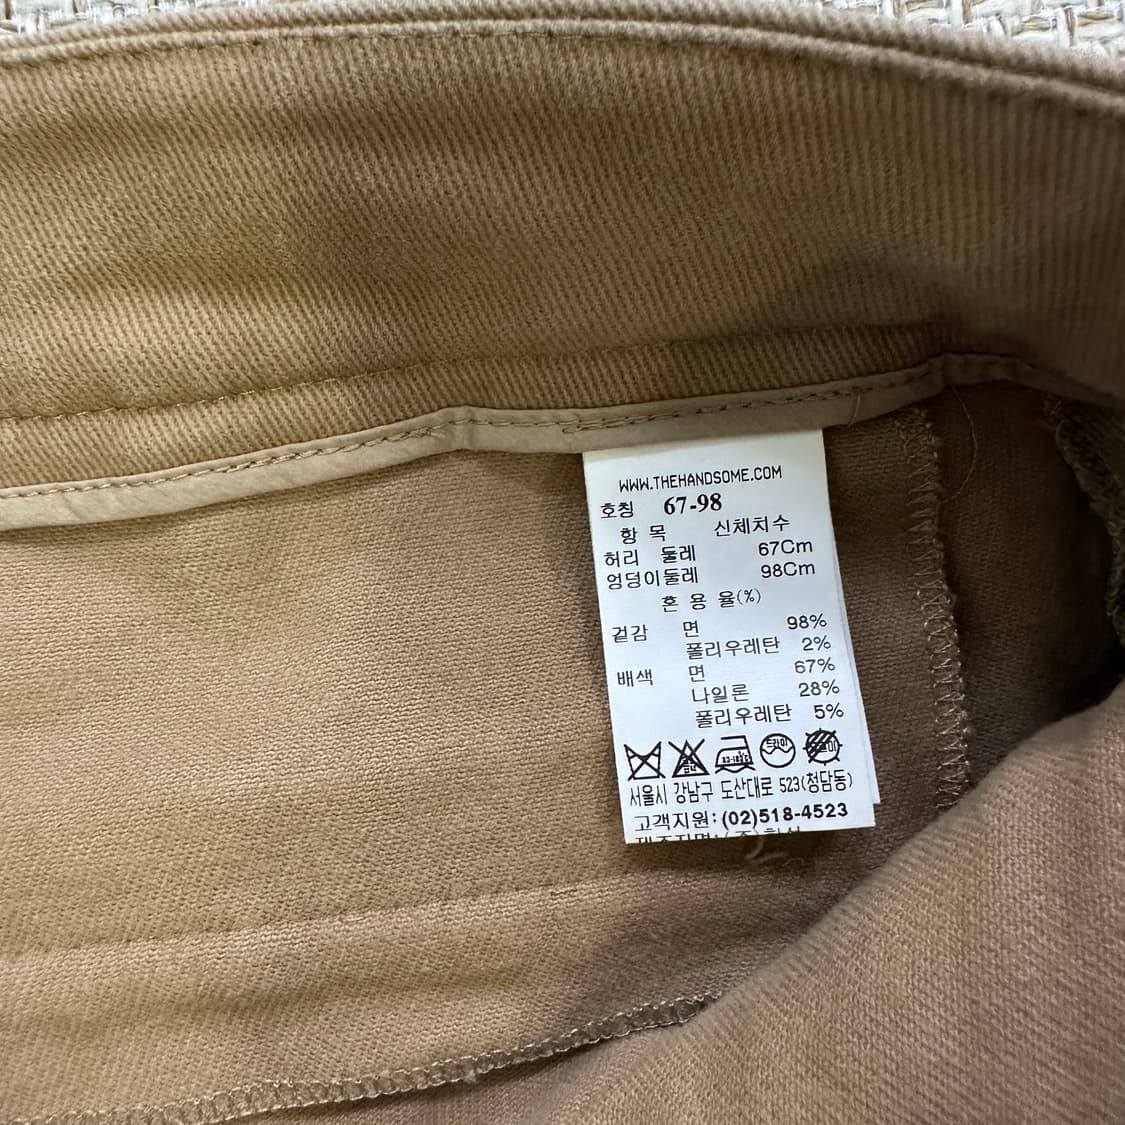 WWW.THEHANDSOME.COM
호칭 67-98
항 목 신체치수
허리 둘레 67Cm
엉덩이둘레 98Cm
혼 용 율(%)
겉감 면 98%
폴리우레탄 2%
배색 면 67%
나일론 28%
폴리우레탄 5%
드라이
서울시 강남구 도산대로 523(청담동)
고객지원: (02)518-4523